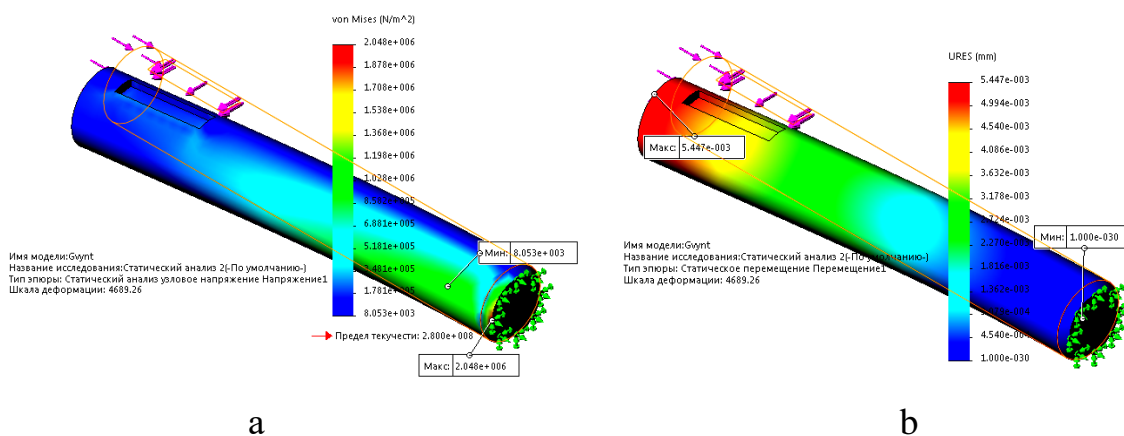 von Mises (N/m^2)
2.048e+006
1.878e+006
1.708e+006
1.538e+006
1.368e+006
1.198e+006
1.028e+006
6.881e+005
5.181e+005
1.781e+005
8.053e+003
Мин: 8.053e+003
Имя модели:Gvynt
Название исследования:Статический анализ 2(-По умолчанию-)
Тип эпюры: Статический анализ узловое напряжение Напряжение1
Шкала деформации: 4689.26
Предел текучести: 2.800e+008
Макс: 2.048e+006
a
URES (mm)
5.447e-003
4.994e-003
4.540e-003
4.086e-003
3.632e-003
3.178e-003
Макс: 5.447e-003
Мин: 1.000e-030
Имя модели:Gvynt
Название исследования:Статический анализ 2(-По умолчанию-)
Тип эпюры: Статическое перемещение Перемещение1
Шкала деформации: 4689.26
4.540e-004
1.000e-030
b